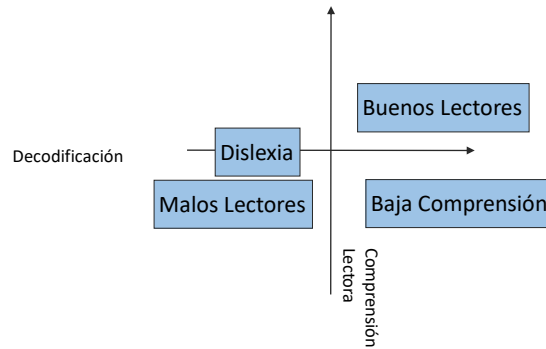 Buenos Lectores
Decodificación
Dislexia
Malos Lectores
Baja Comprensión
Comprensión
Lectora